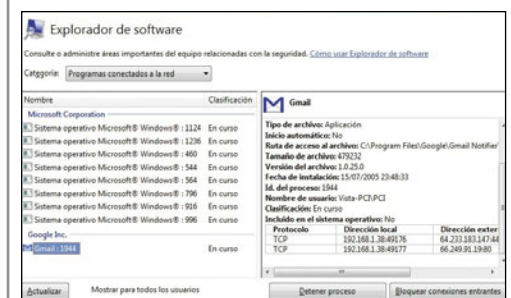 Explorador de software
Consulte o administre áreas importantes del equipo relacionadas con la seguridad. Cómo usar Explorador de software
Categoría: Programas conectados a la red
Nombre Clasificación
Microsoft Corporation
Sistema operativo Microsoft® Windows® : 1124 En curso
Sistema operativo Microsoft® Windows® : 1236 En curso
Sistema operativo Microsoft® Windows® : 460 En curso
Sistema operativo Microsoft® Windows® : 544 En curso
Sistema operativo Microsoft® Windows® : 564 En curso
Sistema operativo Microsoft® Windows® : 796 En curso
Sistema operativo Microsoft® Windows® : 916 En curso
Sistema operativo Microsoft® Windows® : 996 En curso
Google Inc.
Gmail : 1944 En curso
Gmail
Tipo de archivo: Aplicación
Inicio automático: No
Ruta de acceso al archivo: C:\Program Files\Google\Gmail Notifier\
Tamaño de archivo: 479232
Versión del archivo: 1.0.25.0
Fecha de instalación: 15/07/2005 23:48:33
Id. del proceso: 1944
Nombre de usuario: Vista-PC\PCI
Clasificación: En curso
Incluido en el sistema operativo: No
Protocolo Dirección local Dirección exter
TCP 192.168.1.38:49176 64.233.183.147:44
TCP 192.168.1.38:49177 66.249.91.19:80
Actualizar Mostrar para todos los usuarios Detener proceso Bloquear conexiones entrantes